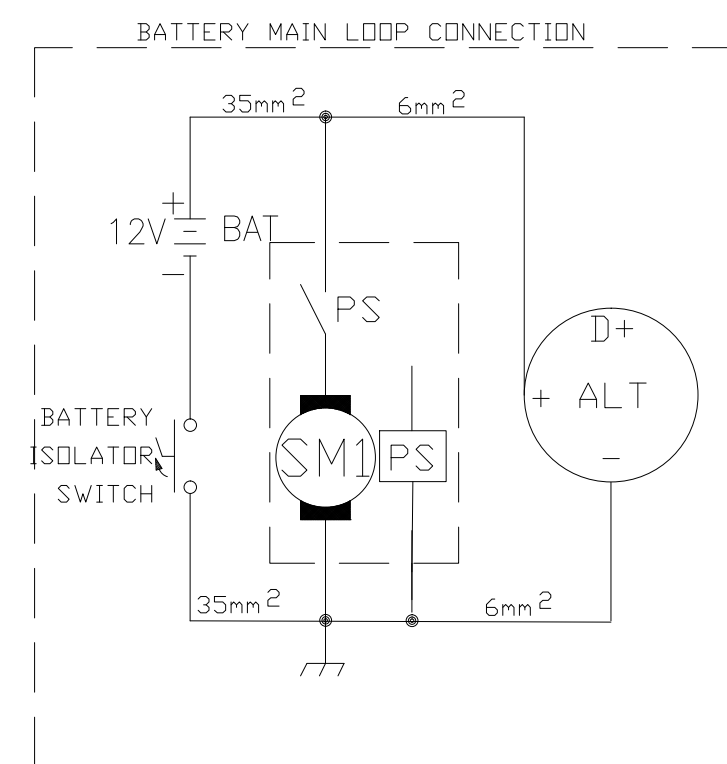 BATTERY MAIN LOOP CONNECTION
35mm²
6mm²
+
12V
BAT
−
PS
D+
+ ALT
−
BATTERY
ISOLATOR
SWITCH
SM1
PS
35mm²
6mm²